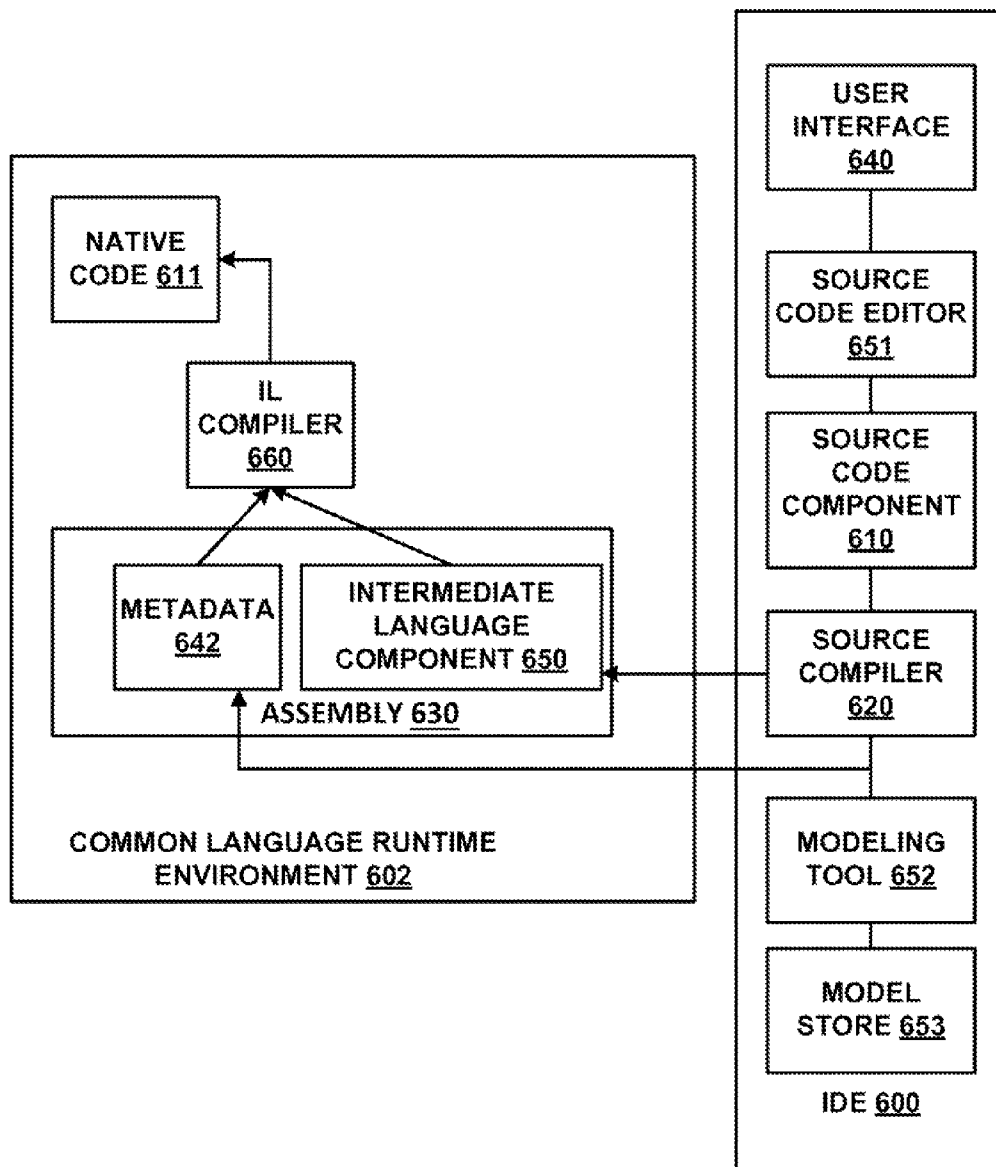 USER
INTERFACE
640
NATIVE
CODE 611
SOURCE
CODE EDITOR
651
IL
COMPILER
660
SOURCE
CODE
COMPONENT
610
METADATA
642
INTERMEDIATE
LANGUAGE
COMPONENT 650
ASSEMBLY 630
SOURCE
COMPILER
620
COMMON LANGUAGE RUNTIME
ENVIRONMENT 602
MODELING
TOOL 652
MODEL
STORE 653
IDE 600